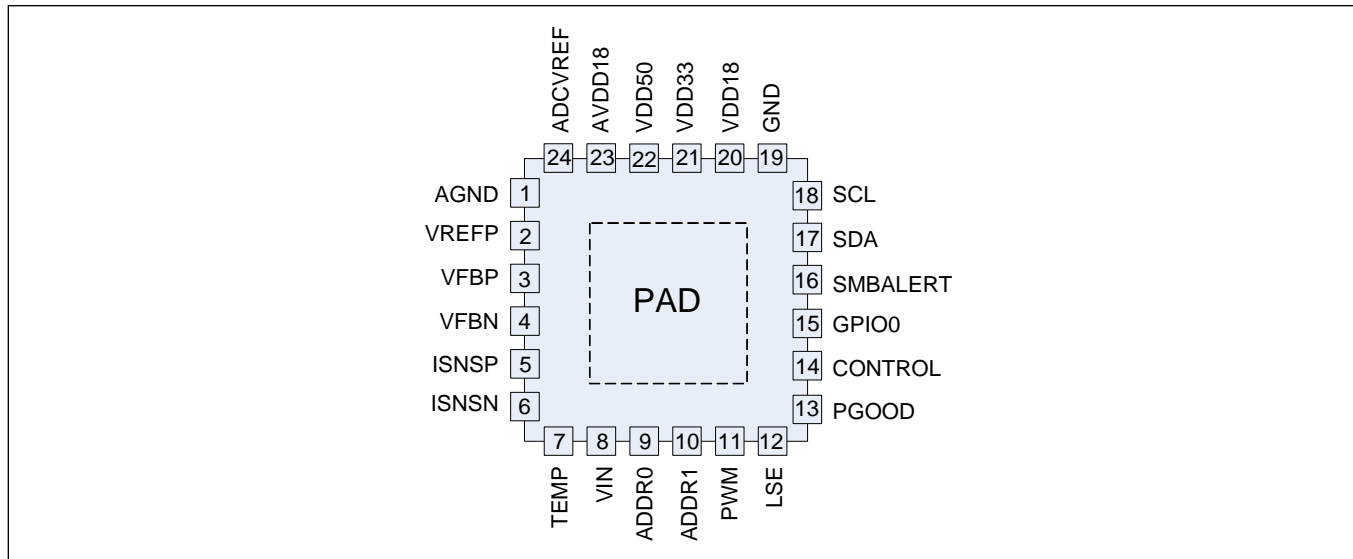 ADCVREF
AVDD18
VDD50
VDD33
VDD18
GND
24
23
22
21
20
19
AGND 1
VREFP 2
VFBP 3
VFBN 4
ISNSP 5
ISNSN 6
PAD
18 SCL
17 SDA
16 SMBALERT
15 GPIO0
14 CONTROL
13 PGOOD
7
8
9
10
11
12
TEMP
VIN
ADDR0
ADDR1
PWM
LSE